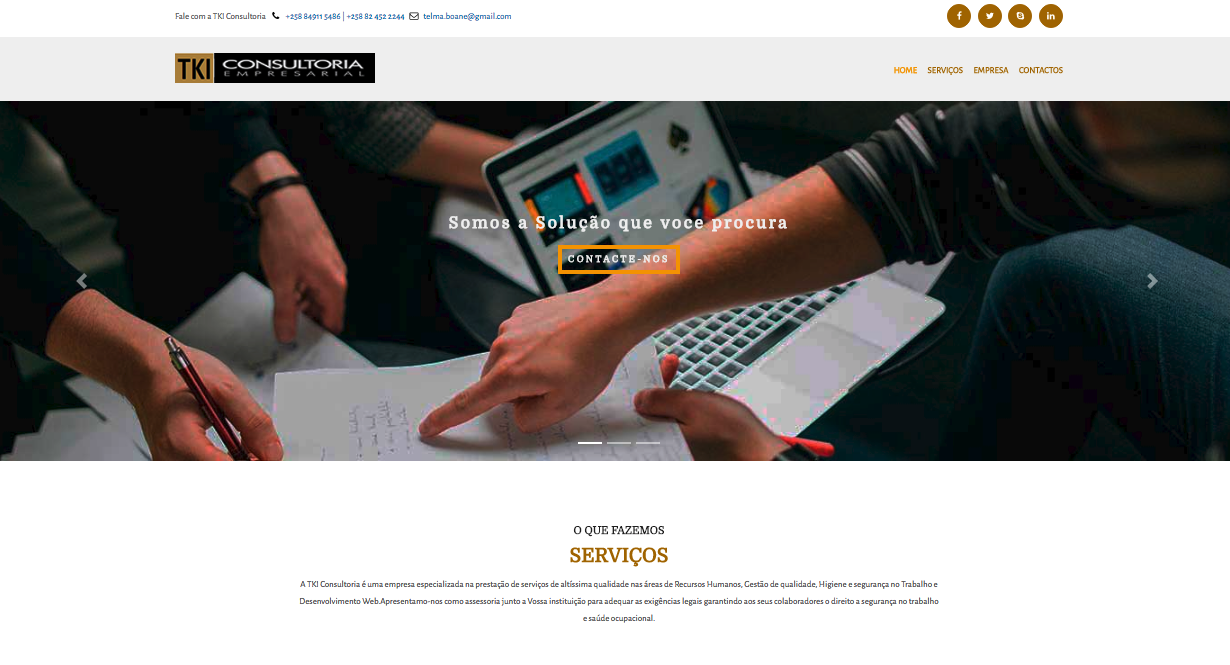 Fale com a TKI Consultoria +258 84911 5486 | +258 82 452 2244 telma.boane@gmail.com
TKI CONSULTORIA
EMPRESARIAL
HOME SERVIÇOS EMPRESA CONTACTOS
Somos a Solução que voce procura
CONTACTE-NOS
O QUE FAZEMOS
SERVIÇOS
A TKI Consultoria é uma empresa especializada na prestação de serviços de altíssima qualidade nas áreas de Recursos Humanos, Gestão de qualidade, Higiene e segurança no Trabalho e
Desenvolvimento Web.Apresentamo-nos como assessoria junto a Vossa instituição para adequar as exigências legais garantindo aos seus colaboradores o direito a segurança no trabalho
e saúde ocupacional.